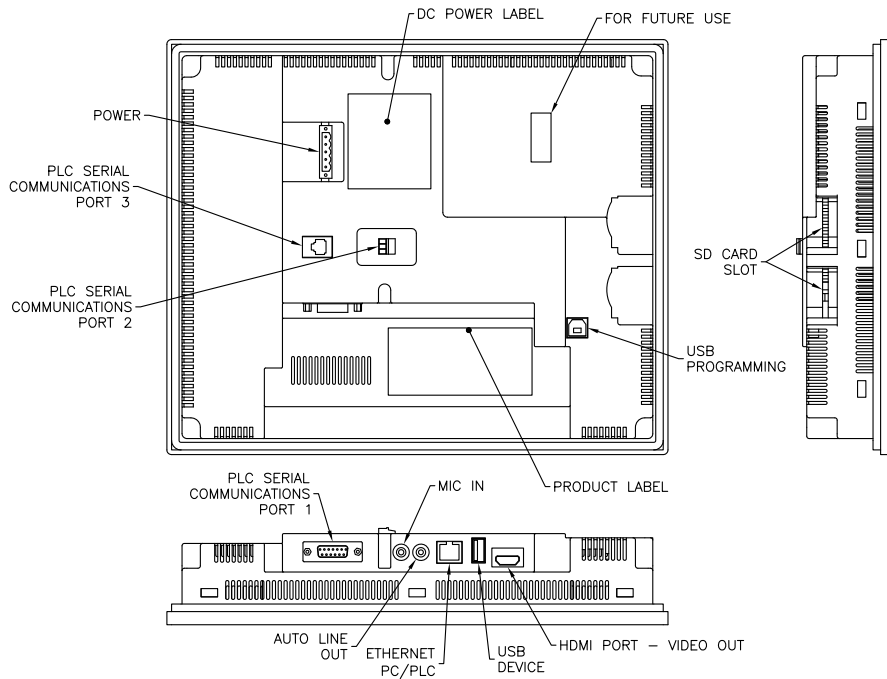 DC POWER LABEL
FOR FUTURE USE
POWER
PLC SERIAL
COMMUNICATIONS
PORT 3
PLC SERIAL
COMMUNICATIONS
PORT 2
SD CARD
SLOT
USB
PROGRAMMING
PRODUCT LABEL
PLC SERIAL
COMMUNICATIONS
PORT 1
MIC IN
AUTO LINE
OUT
ETHERNET
PC/PLC
USB
DEVICE
HDMI PORT – VIDEO OUT